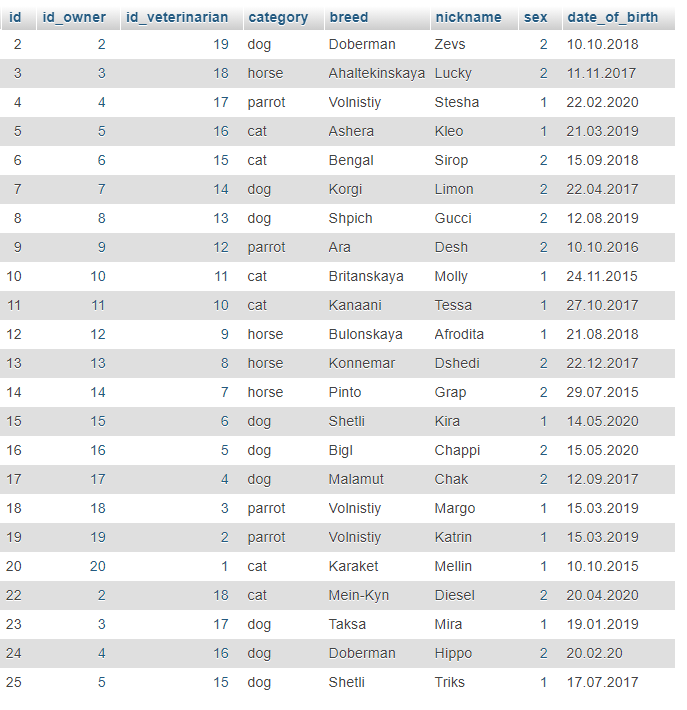 id id_owner id_veterinarian category breed nickname sex date_of_birth
2 2 19 dog Doberman Zevs 2 10.10.2018
3 3 18 horse Ahaltekinskaya Lucky 2 11.11.2017
4 4 17 parrot Volnistiy Stesha 1 22.02.2020
5 5 16 cat Ashera Kleo 1 21.03.2019
6 6 15 cat Bengal Sirop 2 15.09.2018
7 7 14 dog Korgi Limon 2 22.04.2017
8 8 13 dog Shpich Gucci 2 12.08.2019
9 9 12 parrot Ara Desh 2 10.10.2016
10 10 11 cat Britanskaya Molly 1 24.11.2015
11 11 10 cat Kanaani Tessa 1 27.10.2017
12 12 9 horse Bulonskaya Afrodita 1 21.08.2018
13 13 8 horse Konnemar Dshedi 2 22.12.2017
14 14 7 horse Pinto Grap 2 29.07.2015
15 15 6 dog Shetli Kira 1 14.05.2020
16 16 5 dog Bigl Chappi 2 15.05.2020
17 17 4 dog Malamut Chak 2 12.09.2017
18 18 3 parrot Volnistiy Margo 1 15.03.2019
19 19 2 parrot Volnistiy Katrin 1 15.03.2019
20 20 1 cat Karaket Mellin 1 10.10.2015
22 2 18 cat Mein-Kyn Diesel 2 20.04.2020
23 3 17 dog Taksa Mira 1 19.01.2019
24 4 16 dog Doberman Hippo 2 20.02.20
25 5 15 dog Shetli Triks 1 17.07.2017